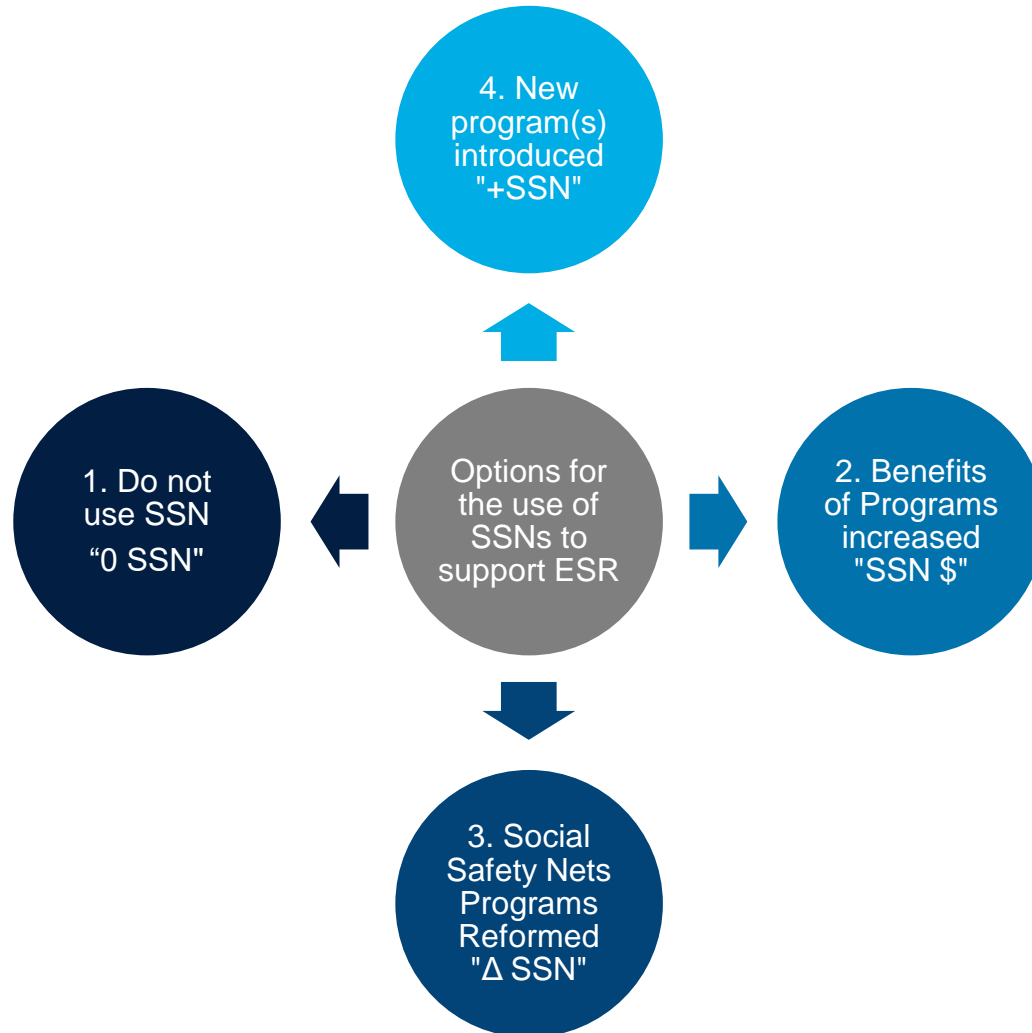 4. New
program(s)
introduced
"+SSN"
1. Do not
use SSN
“0 SSN"
Options for
the use of
SSNs to
support ESR
2. Benefits
of Programs
increased
"SSN $"
3. Social
Safety Nets
Programs
Reformed
"Δ SSN"